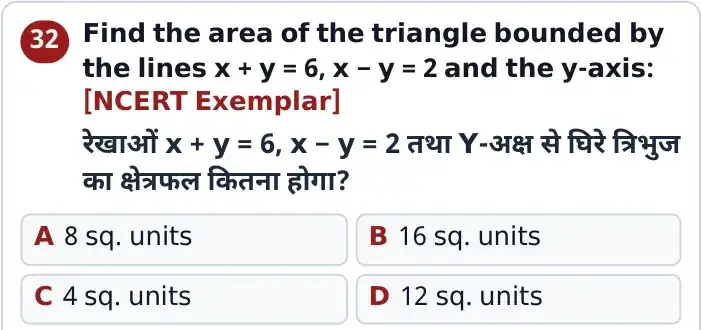 32 Find the area of the triangle bounded by
the lines x + y = 6, x − y = 2 and the y-axis:
[NCERT Exemplar]
रेखाओं x + y = 6, x − y = 2 तथा Y-अक्ष से घिरे त्रिभुज
का क्षेत्रफल कितना होगा?
A 8 sq. units B 16 sq. units
C 4 sq. units D 12 sq. units